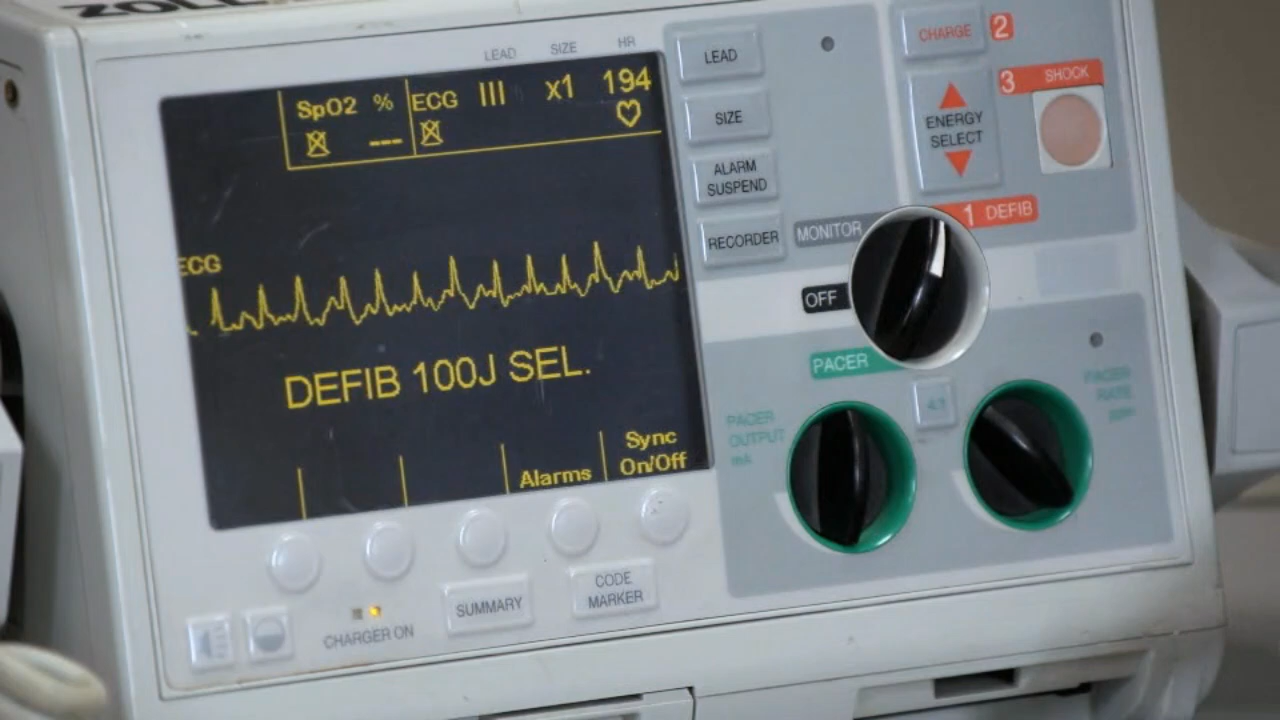 ZOLL
LEAD SIZE HR
SpO2 % ECG III x1 194
---
ECG
DEFIB 100J SEL.
Alarms
Sync
On/Off
LEAD
SIZE
ALARM
SUSPEND
RECORDER
CHARGE 2
3 SHOCK
ENERGY
SELECT
1 DEFIB
MONITOR
OFF
PACER
PACER
OUTPUT
mA
4:1
PACER
RATE
SUMMARY
CODE
MARKER
CHARGER ON